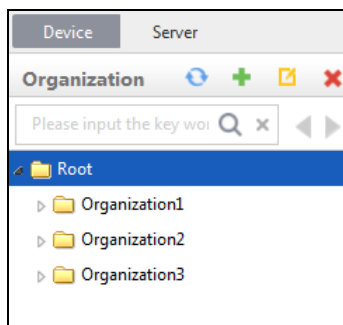 Device Server
Organization
Please input the key wor
Root
Organization1
Organization2
Organization3